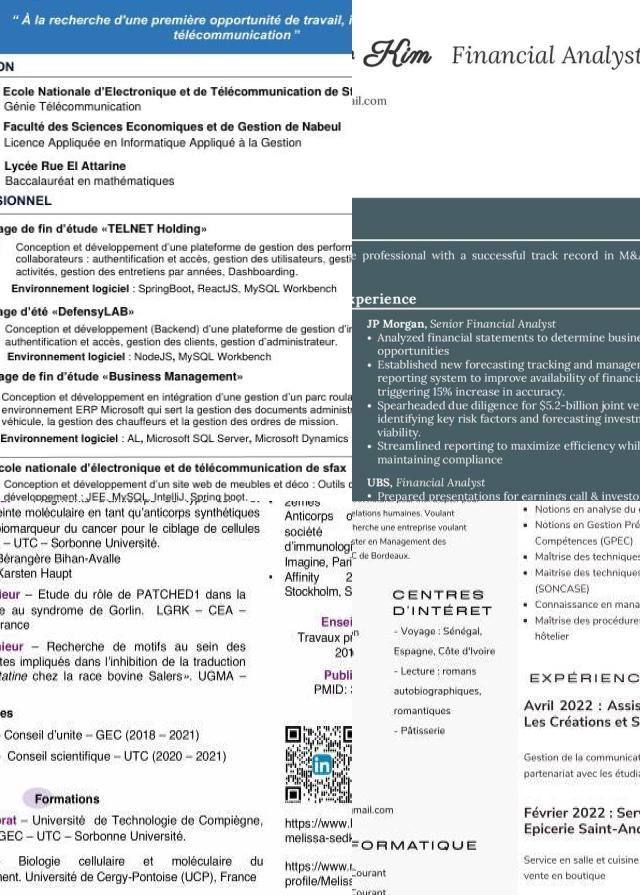 “ À la recherche d'une première opportunité de travail,
télécommunication ”
ON
Ecole Nationale d'Electronique et de Télécommunication de
Génie Télécommunication
Faculté des Sciences Economiques et de Gestion de Nabeul
Licence Appliquée en Informatique Appliqué à la Gestion
Lycée Rue El Attarine
Baccalauréat en mathématiques
SIONNEL
age de fin d'étude «TELNET Holding»
Conception et développement d'une plateforme de gestion des perform
collaborateurs : authentification et accès, gestion des utilisateurs, gesti
activités, gestion des entretiens par années, Dashboarding.
Environnement logiciel : SpringBoot, ReactJS, MySQL Workbench
age d'été «DefensyLAB»
Conception et développement (Backend) d'une plateforme de gestion d'i
authentification et accès, gestion des clients, gestion d'administrateur.
Environnement logiciel : NodeJS, MySQL Workbench
age de fin d'étude «Business Management»
Conception et développement en intégration d'une gestion d'un parc roula
environnement ERP Microsoft qui sert la gestion des documents administr
véhicule, la gestion des chauffeurs et la gestion des ordres de mission.
Environnement logiciel : AL, Microsoft SQL Server, Microsoft Dynamics
cole nationale d'électronique et de télécommunication de sfax
Conception et développement d'un site web de meubles et déco : Outils
développement : JEE, MySQL, IntelliJ, Spring boot.
Kim Financial Analyst
ail.com
professional with a successful track record in M&
xperience
JP Morgan, Senior Financial Analyst
• Analyzed financial statements to determine busine
opportunities
• Established new forecasting tracking and manager
reporting system to improve availability of financia
triggering 15% increase in accuracy.
• Spearheaded due diligence for $5.2-billion joint ve
identifying key risk factors and forecasting investm
viability.
• Streamlined reporting to maximize efficiency whil
maintaining compliance
UBS, Financial Analyst
• Prepared presentations for earnings call & investo
einte moléculaire en tant qu'anticorps synthétiques
biomarqueur du cancer pour le ciblage de cellules
– UTC – Sorbonne Université.
Bérangère Bihan-Avalle
Karsten Haupt
ieur – Etude du rôle de PATCHED1 dans la
e au syndrome de Gorlin. LGRK – CEA –
rance
nieur – Recherche de motifs au sein des
tes impliqués dans l'inhibition de la traduction
tatine chez la race bovine Salers». UGMA –
es
- Conseil d'unite – GEC (2018 – 2021)
- Conseil scientifique – UTC (2020 – 2021)
Formations
orat – Université de Technologie de Compiègne,
GEC – UTC – Sorbonne Université.
- Biologie cellulaire et moléculaire du
ment. Université de Cergy-Pontoise (UCP), France
zèmes
Anticorps
société
d'immunolog
Imagine, Pari
• Affinity 2
Stockholm, S
Ensei
Travaux p
201
Publi
PMID:
in
https://www.l
melissa-sedk
https://www.
profile/Melis
elations humaines. Voulant
herche une entreprise voulant
ster en Management des
C de Bordeaux.
CENTRES
D'INTÉRET
- Voyage : Sénégal,
Espagne, Côte d'Ivoire
- Lecture : romans
autobiographiques,
romantiques
- Pâtisserie
mail.com
FORMATIQUE
Courant
Courant
• Notions en analyse du
• Notions en Gestion Pré
Compétences (GPEC)
• Maîtrise des techniques
• Maitrise des techniques
(SONCASE)
• Connaissance en mana
• Maîtrise des procédure
hôtelier
EXPÉRIENC
Avril 2022 : Assis
Les Créations et S
Gestion de la communicat
partenariat avec les étudia
Février 2022 : Serv
Epicerie Saint-And
Service en salle et cuisine
vente en boutique